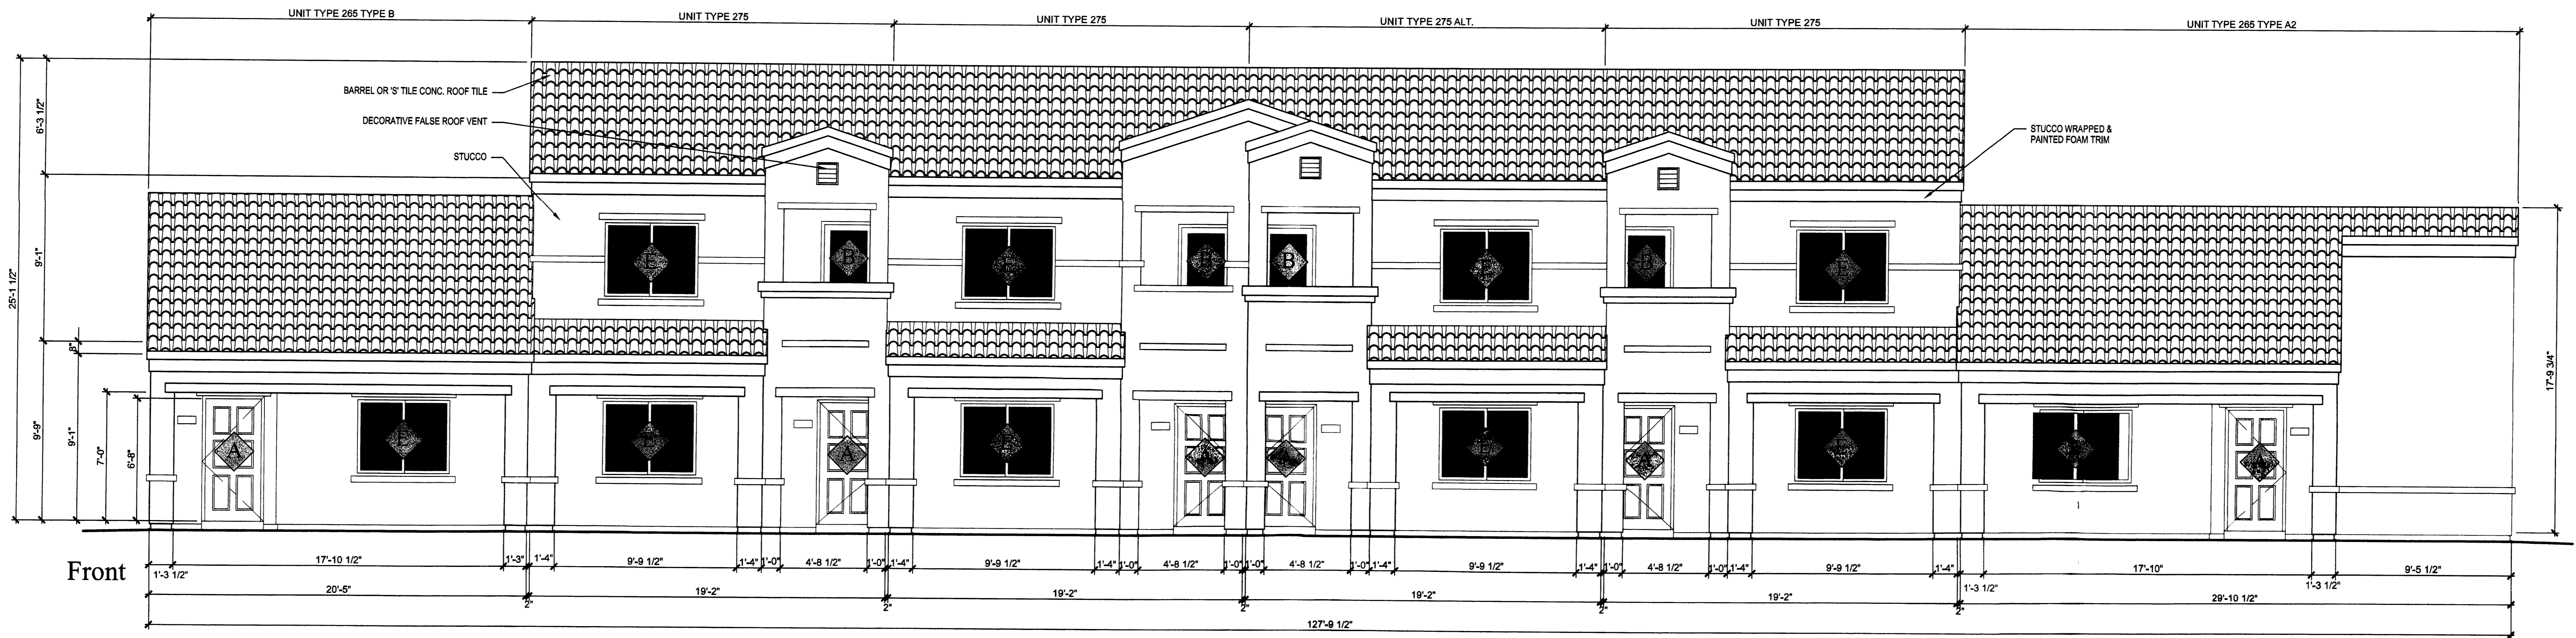 UNIT TYPE 265 TYPE B
UNIT TYPE 275
UNIT TYPE 275
UNIT TYPE 275 ALT.
UNIT TYPE 275
UNIT TYPE 265 TYPE A2
BARREL OR 'S' TILE CONC. ROOF TILE
DECORATIVE FALSE ROOF VENT
STUCCO
STUCCO WRAPPED &
PAINTED FOAM TRIM
25'-1 1/2"
6'-3 1/2"
9'-1"
8"
9'-9"
9'-1"
7'-0"
6'-8"
17'-9 3/4"
E
B
B
B
B
A
A
A
A
A
A
Front
1'-3 1/2"
17'-10 1/2"
1'-3"
1'-4"
9'-9 1/2"
1'-4"
1'-0"
4'-8 1/2"
1'-0"
1'-4"
9'-9 1/2"
1'-4"
1'-0"
4'-8 1/2"
1'-0"
1'-0"
4'-8 1/2"
1'-0"
1'-4"
9'-9 1/2"
1'-4"
1'-0"
4'-8 1/2"
1'-0"
1'-4"
9'-9 1/2"
1'-4"
1'-3 1/2"
17'-10"
1'-3 1/2"
9'-5 1/2"
20'-5"
2"
19'-2"
2"
19'-2"
2"
19'-2"
2"
19'-2"
2"
29'-10 1/2"
127'-9 1/2"